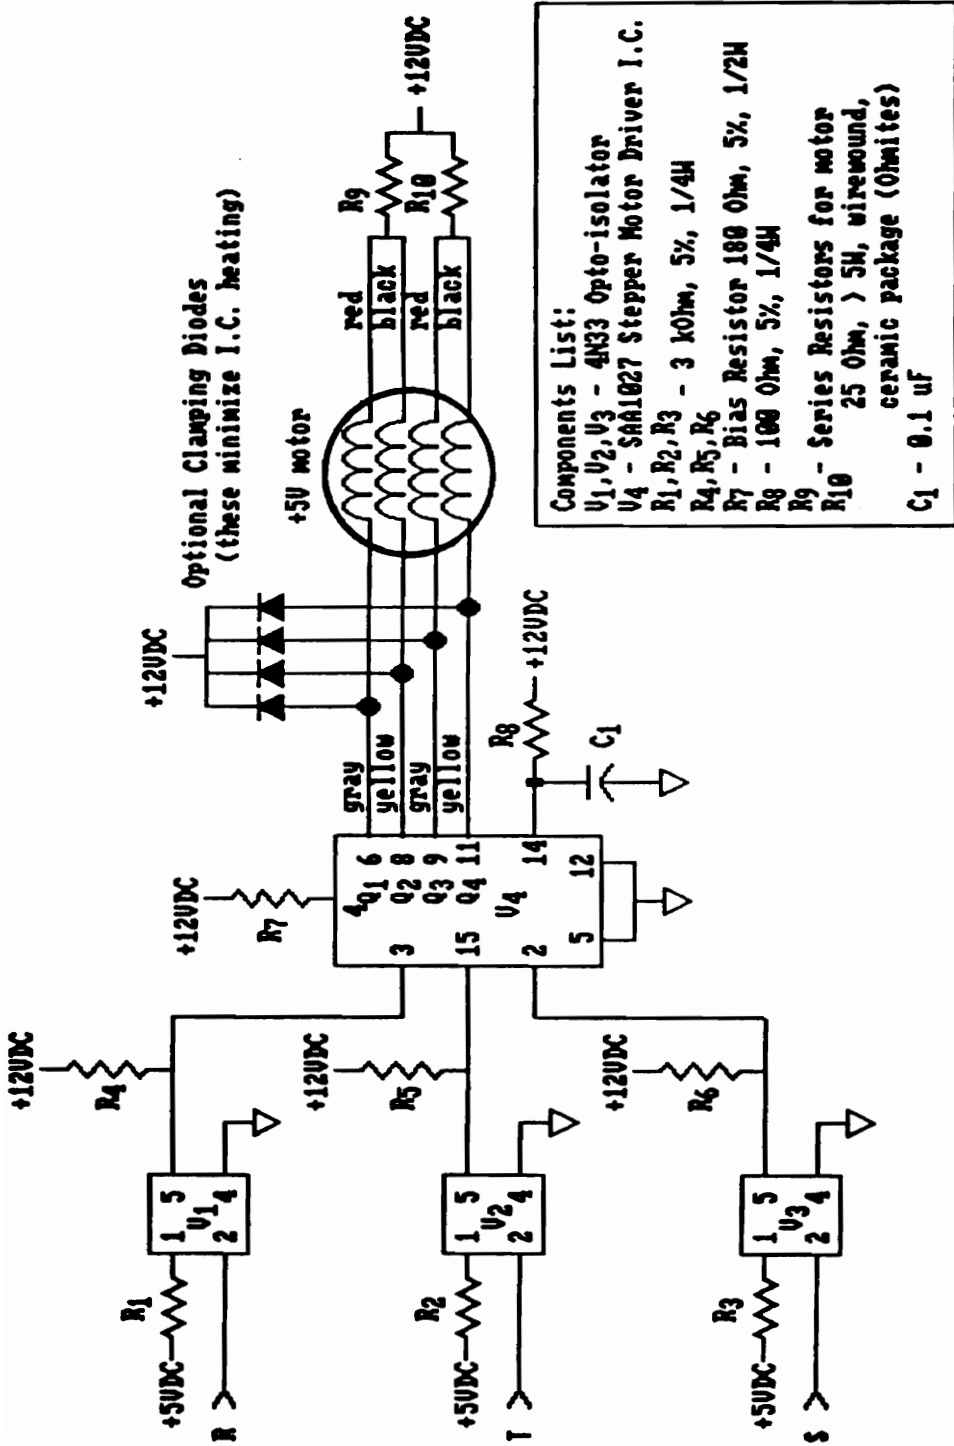 +5VDC
R1
R
1
5
V1
2
4
+12VDC
R4
+5VDC
R2
T
1
5
V2
2
4
+12VDC
R5
+5VDC
R3
S
1
5
V3
2
4
+12VDC
R6
+12VDC
R7
4
3
15
2
5
12
Q1 6
Q2 8
Q3 9
Q4 11
14
V4
gray
yellow
gray
yellow
R8
+12VDC
C1
+12VDC
Optional Clamping Diodes
(these minimize I.C. heating)
+5V motor
red
black
red
black
R9
R10
+12VDC
Components List:
V1,V2,V3 - 4N33 Opto-isolator
V4 - SAA1027 Stepper Motor Driver I.C.
R1,R2,R3 - 3 kOhm, 5%, 1/4W
R4,R5,R6
R7 - Bias Resistor 180 Ohm, 5%, 1/2W
R8 - 100 Ohm, 5%, 1/4W
R9 - Series Resistors for motor
R10 25 Ohm, > 5W, wirewound,
ceramic package (Ohmites)
C1 - 0.1 uF